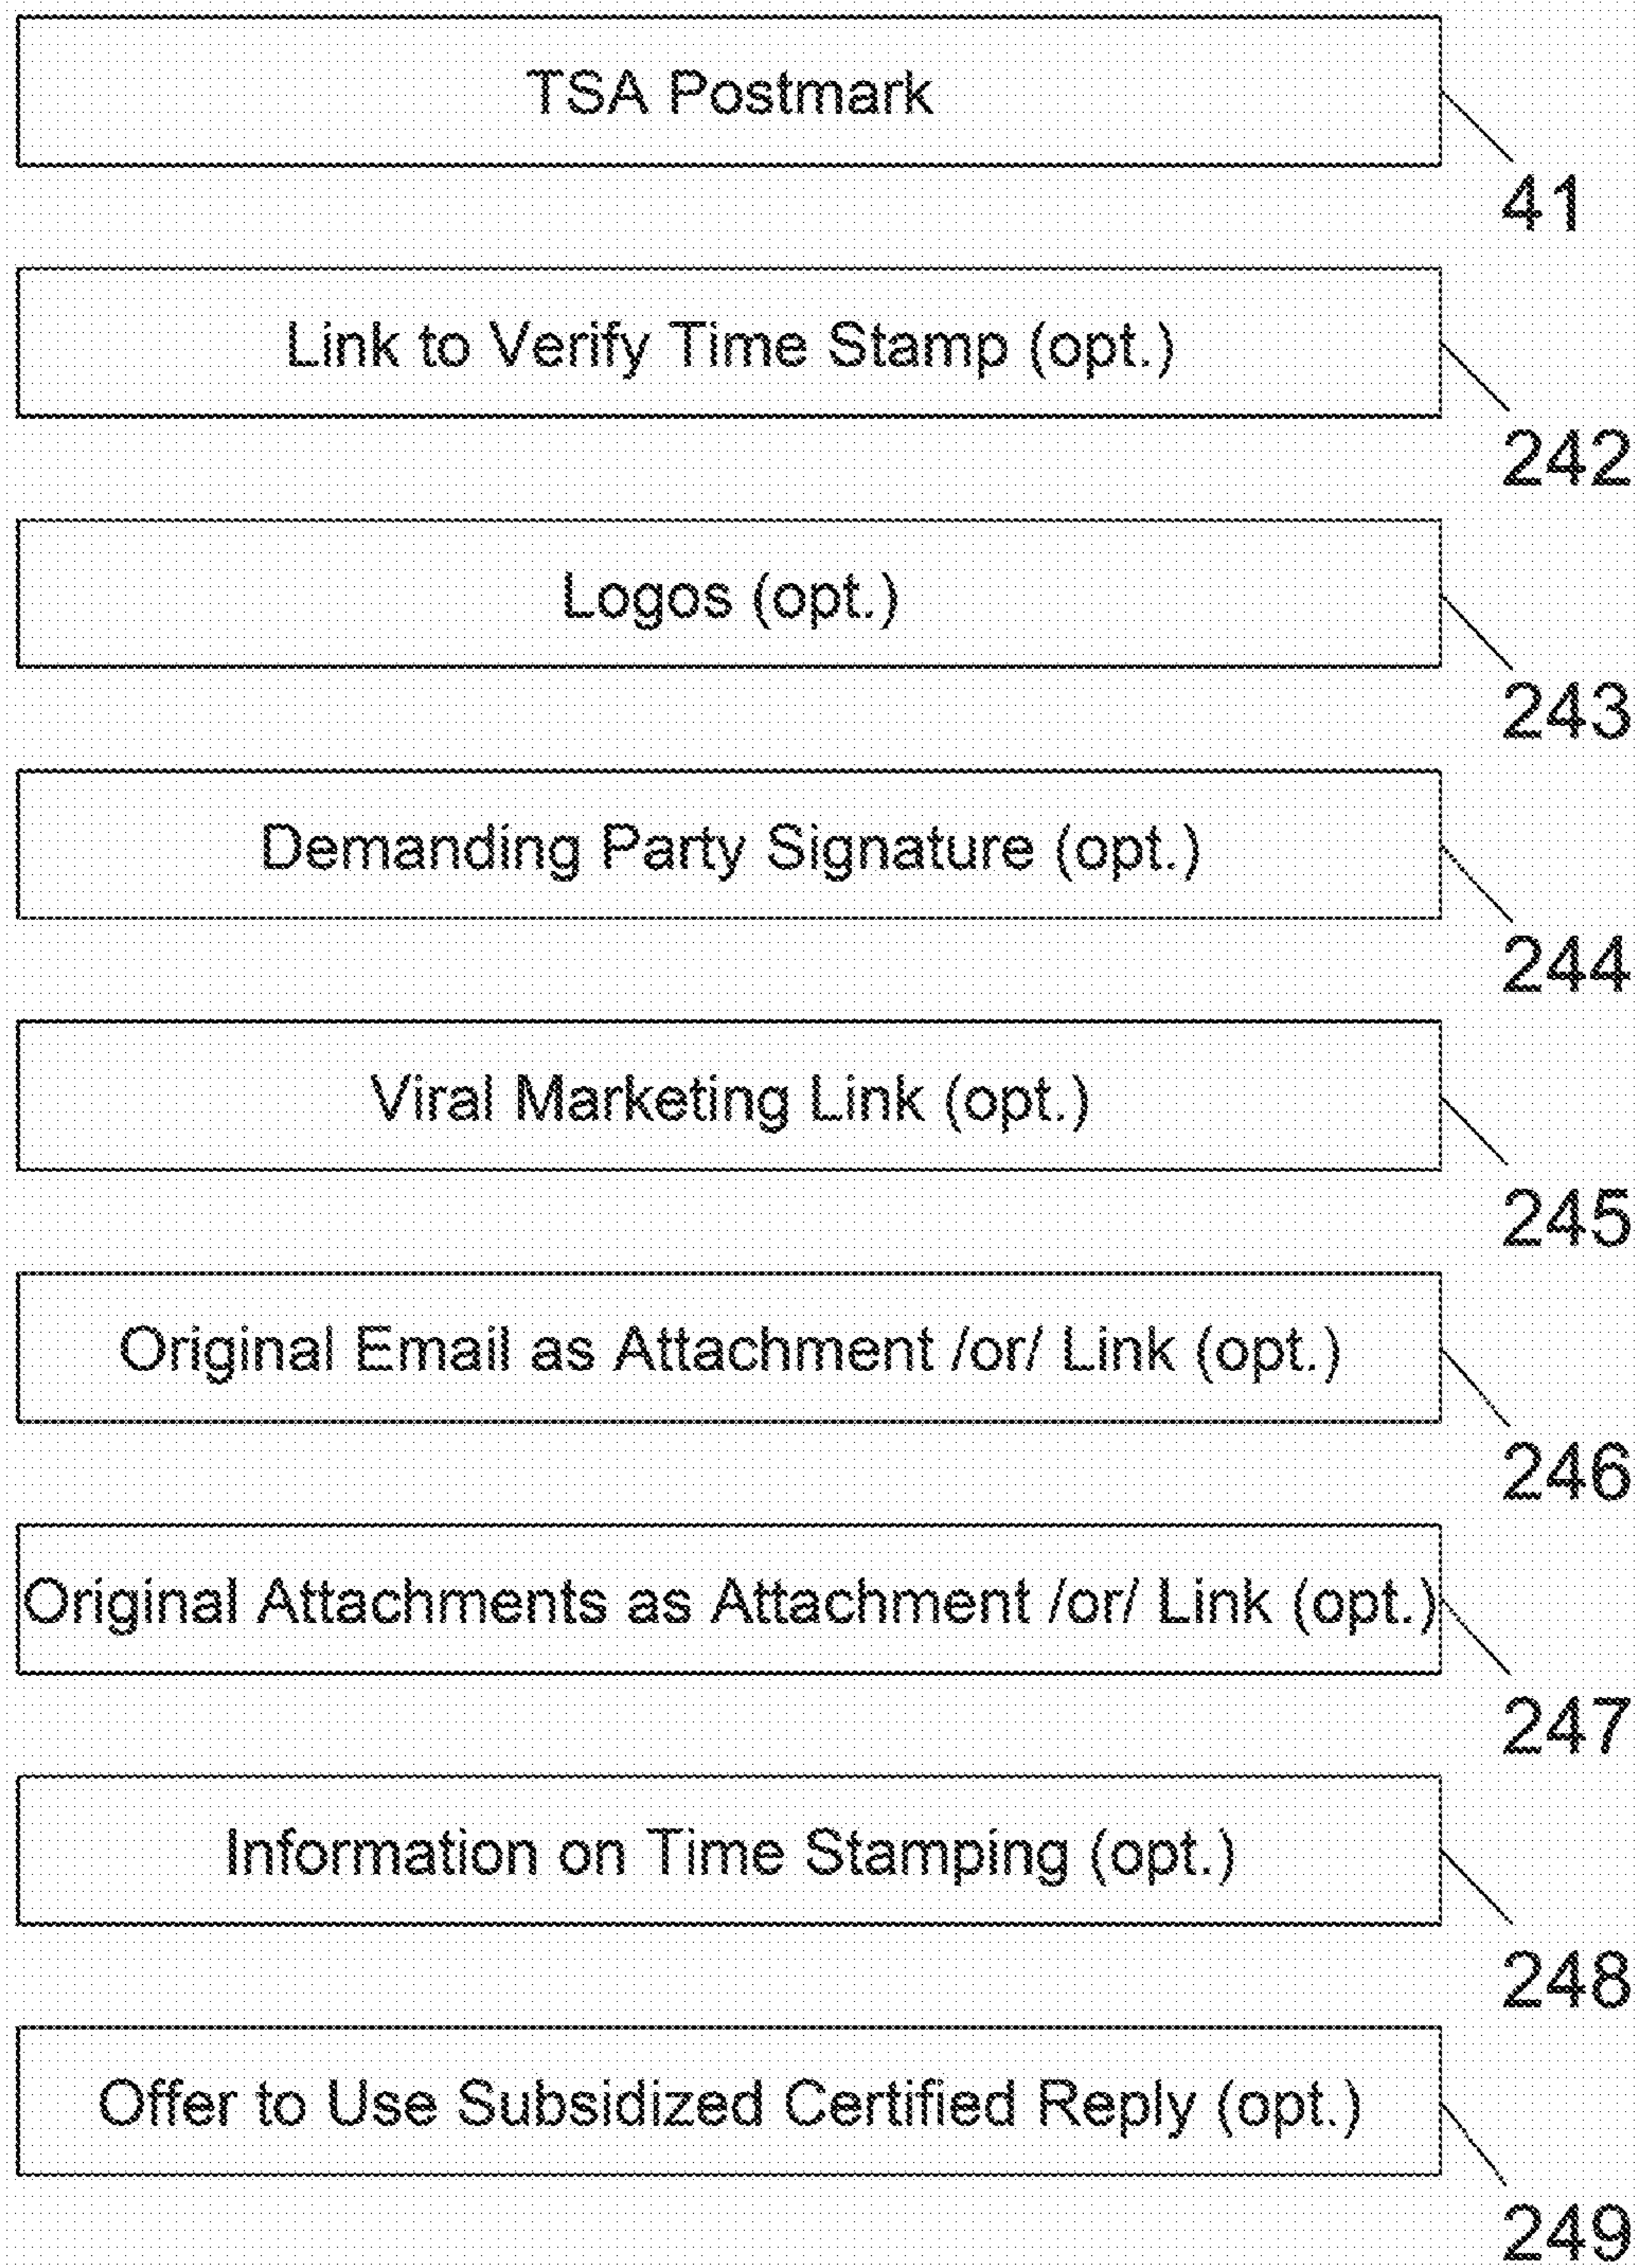 TSA Postmark
41
Link to Verify Time Stamp (opt.)
242
Logos (opt.)
243
Demanding Party Signature (opt.)
244
Viral Marketing Link (opt.)
245
Original Email as Attachment /or/ Link (opt.)
246
Original Attachments as Attachment /or/ Link (opt.)
247
Information on Time Stamping (opt.)
248
Offer to Use Subsidized Certified Reply (opt.)
249